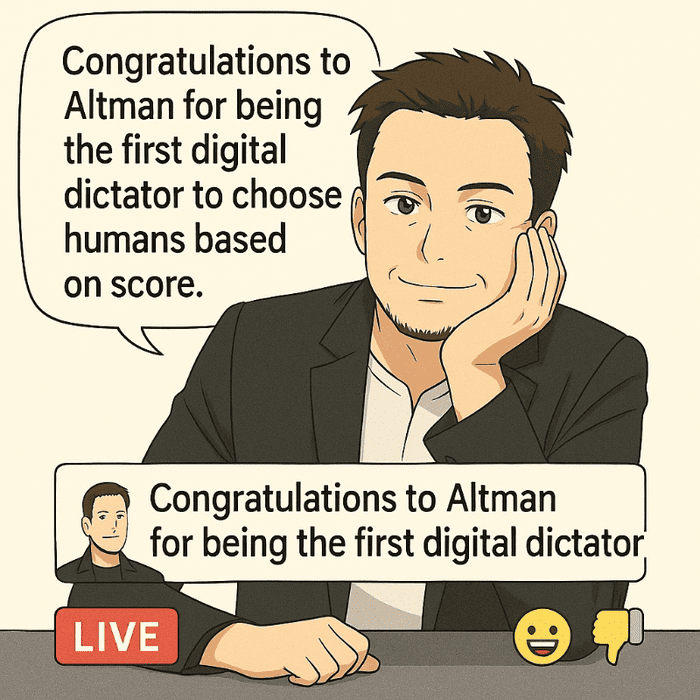 Congratulations to
Altman for being
the first digital
dictator to choose
humans based
on score.
Congratulations to Altman
for being the first digital dictator
LIVE